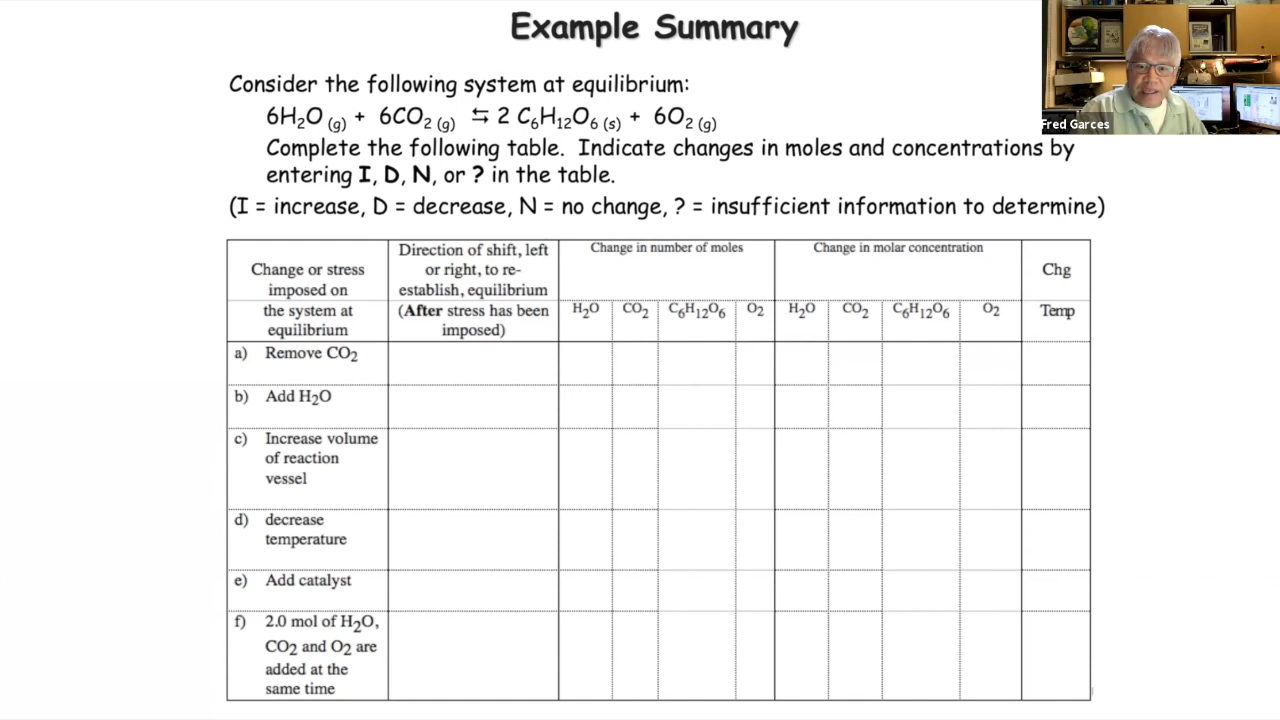 Example Summary
Fred Garces
Consider the following system at equilibrium:
6H₂O (g) + 6CO₂ (g) ⇆ 2 C₆H₁₂O₆ (s) + 6O₂ (g)
Complete the following table. Indicate changes in moles and concentrations by
entering I, D, N, or ? in the table.
(I = increase, D = decrease, N = no change, ? = insufficient information to determine)
Change or stress
imposed on
the system at
equilibrium
Direction of shift, left
or right, to re-
establish, equilibrium
(After stress has been
imposed)
Change in number of moles
H₂O CO₂ C₆H₁₂O₆ O₂
Change in molar concentration
H₂O CO₂ C₆H₁₂O₆ O₂
Chg
Temp
a) Remove CO₂
b) Add H₂O
c) Increase volume
of reaction
vessel
d) decrease
temperature
e) Add catalyst
f) 2.0 mol of H₂O,
CO₂ and O₂ are
added at the
same time